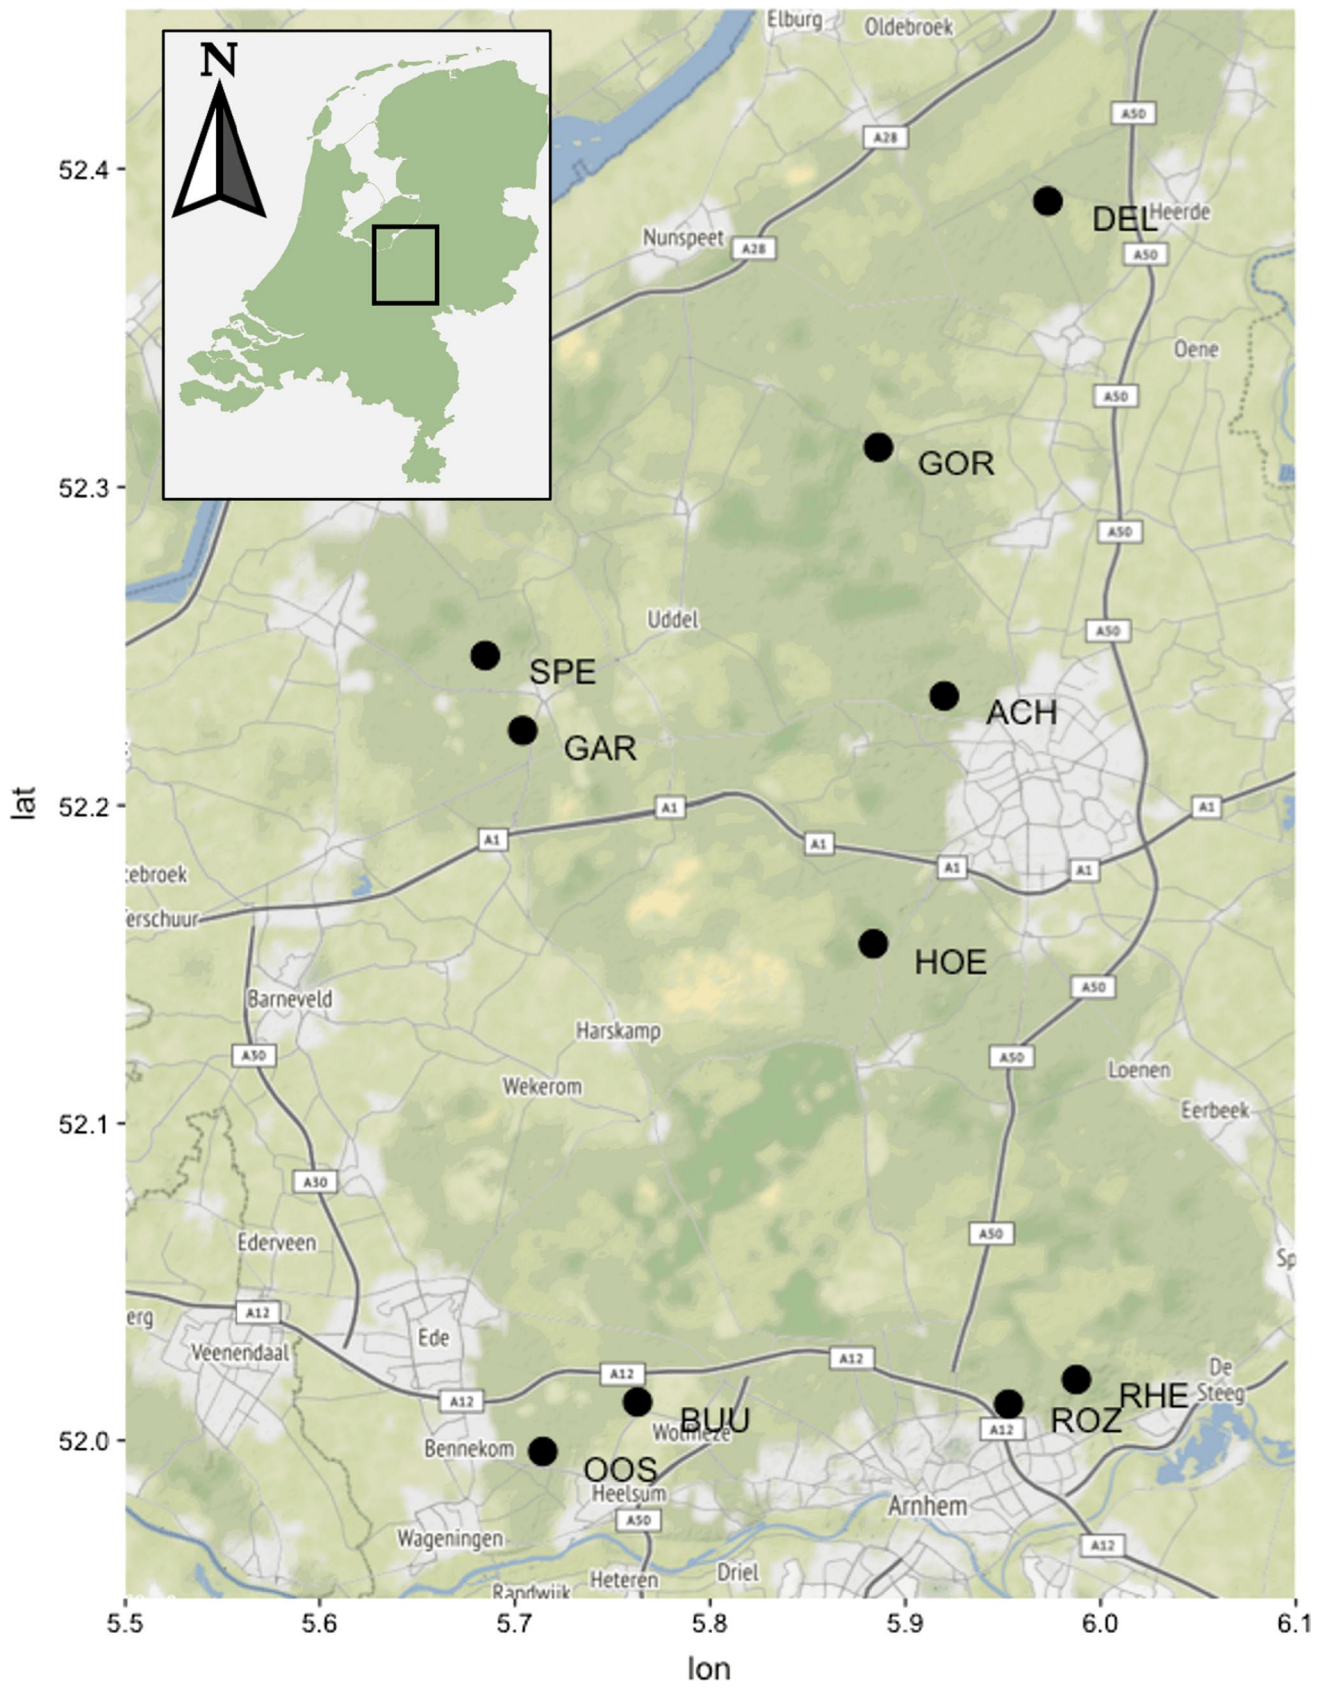 Elburg
Oldebroek
N
A50
A28
52.4
DEL
Heerde
Nunspeet
A28
A50
Oene
A50
GOR
52.3
A50
Uddel
A50
SPE
ACH
GAR
lat
52.2
A1
A1
A1
A1
A1
A1
ebroek
erschuur
HOE
A50
Barneveld
Harskamp
A30
A50
Loenen
Wekerom
52.1
Eerbeek
A30
A50
Ederveen
Sp
A12
erg
Ede
Veenendaal
A12
A12
De
Steeg
RHE
A12
BUU
ROZ
A12
52.0
Bennekom
OOS
Heelsum
Arnhem
A50
Wageningen
A12
Driel
Heteren
Randwijk
5.5
5.6
5.7
5.8
5.9
6.0
6.1
lon